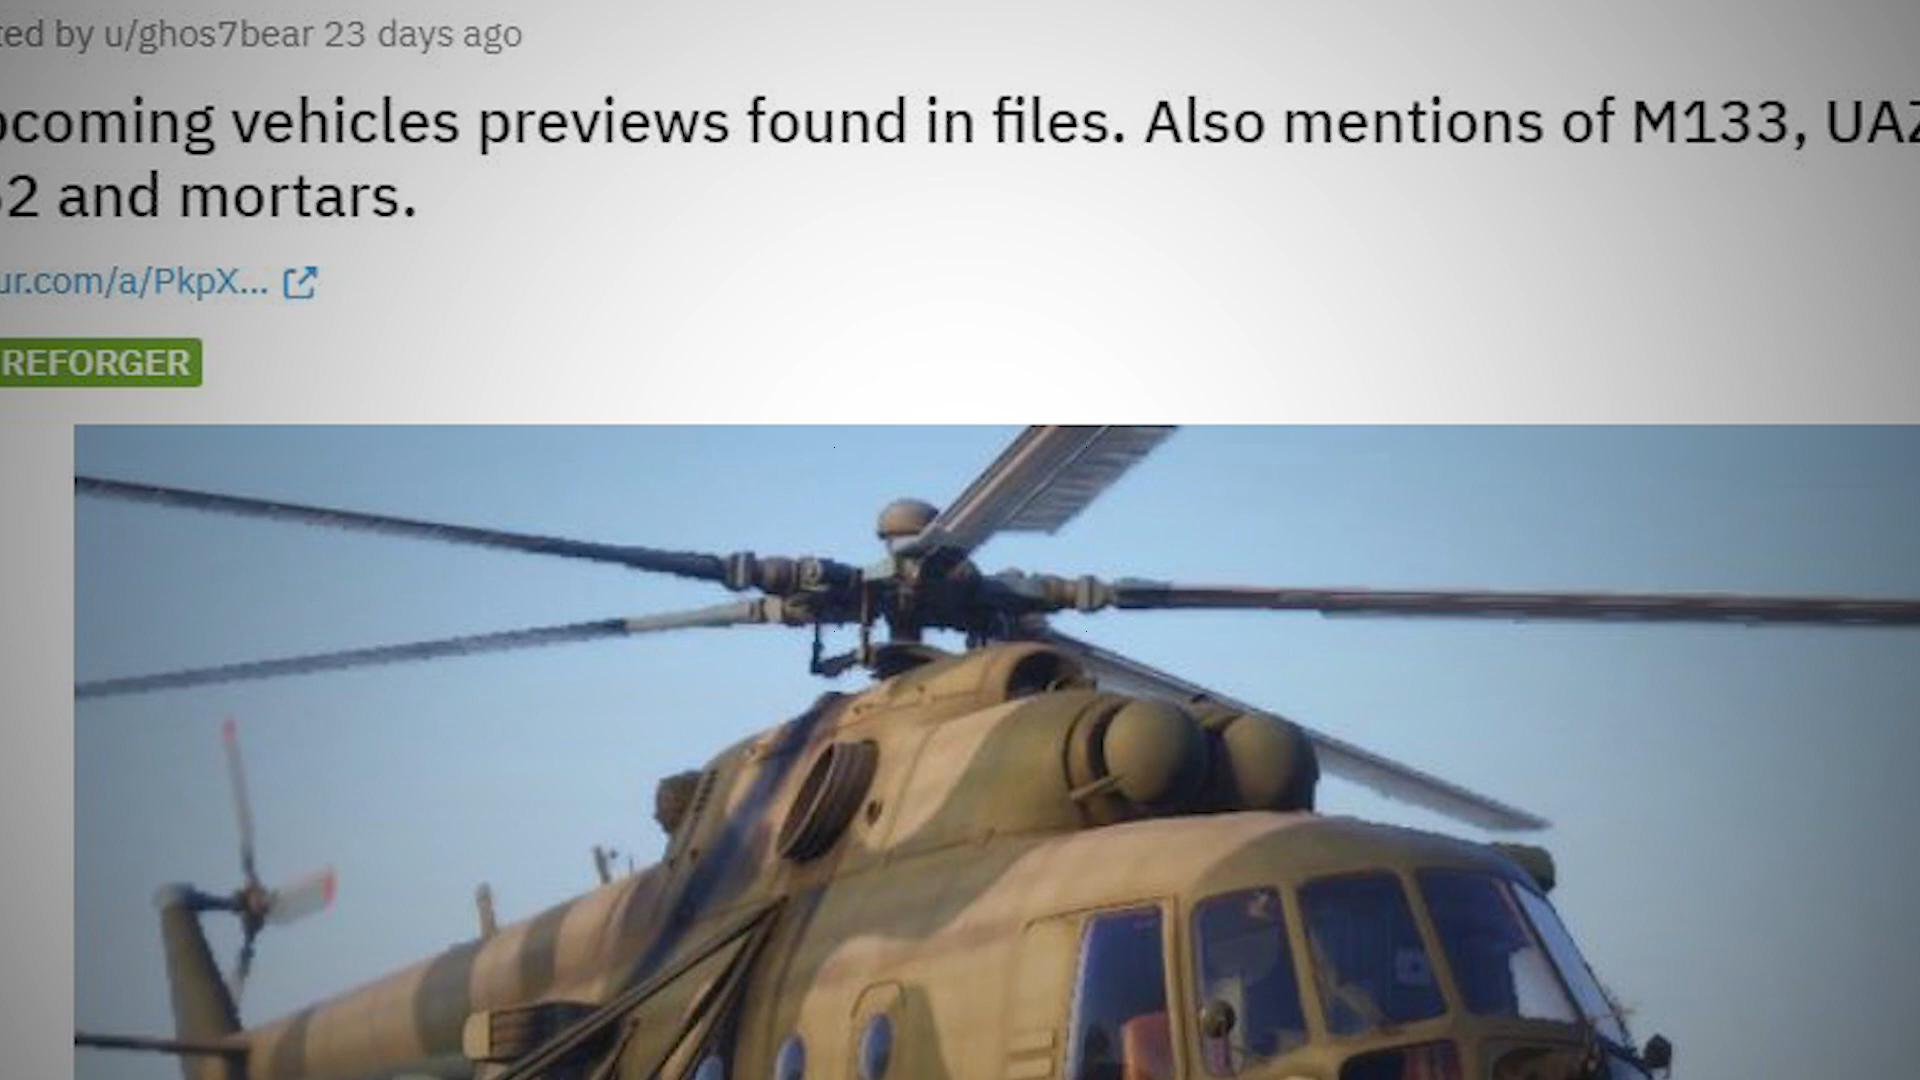 ted by u/ghos7bear 23 days ago
pcoming vehicles previews found in files. Also mentions of M133, UAZ
52 and mortars.
ur.com/a/PkpX...
REFORGER